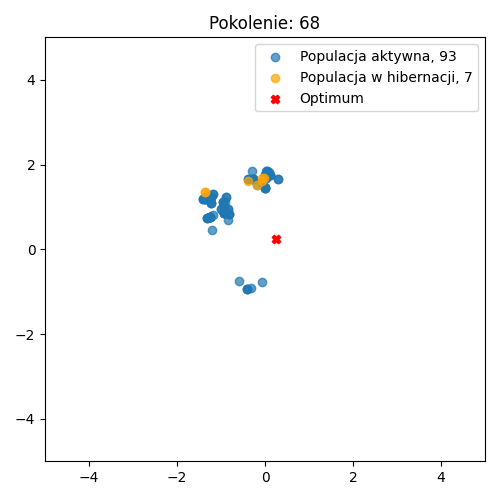 Pokolenie: 68
Populacja aktywna, 93
Populacja w hibernacji, 7
Optimum
4
2
0
−2
−4
−4
−2
0
2
4